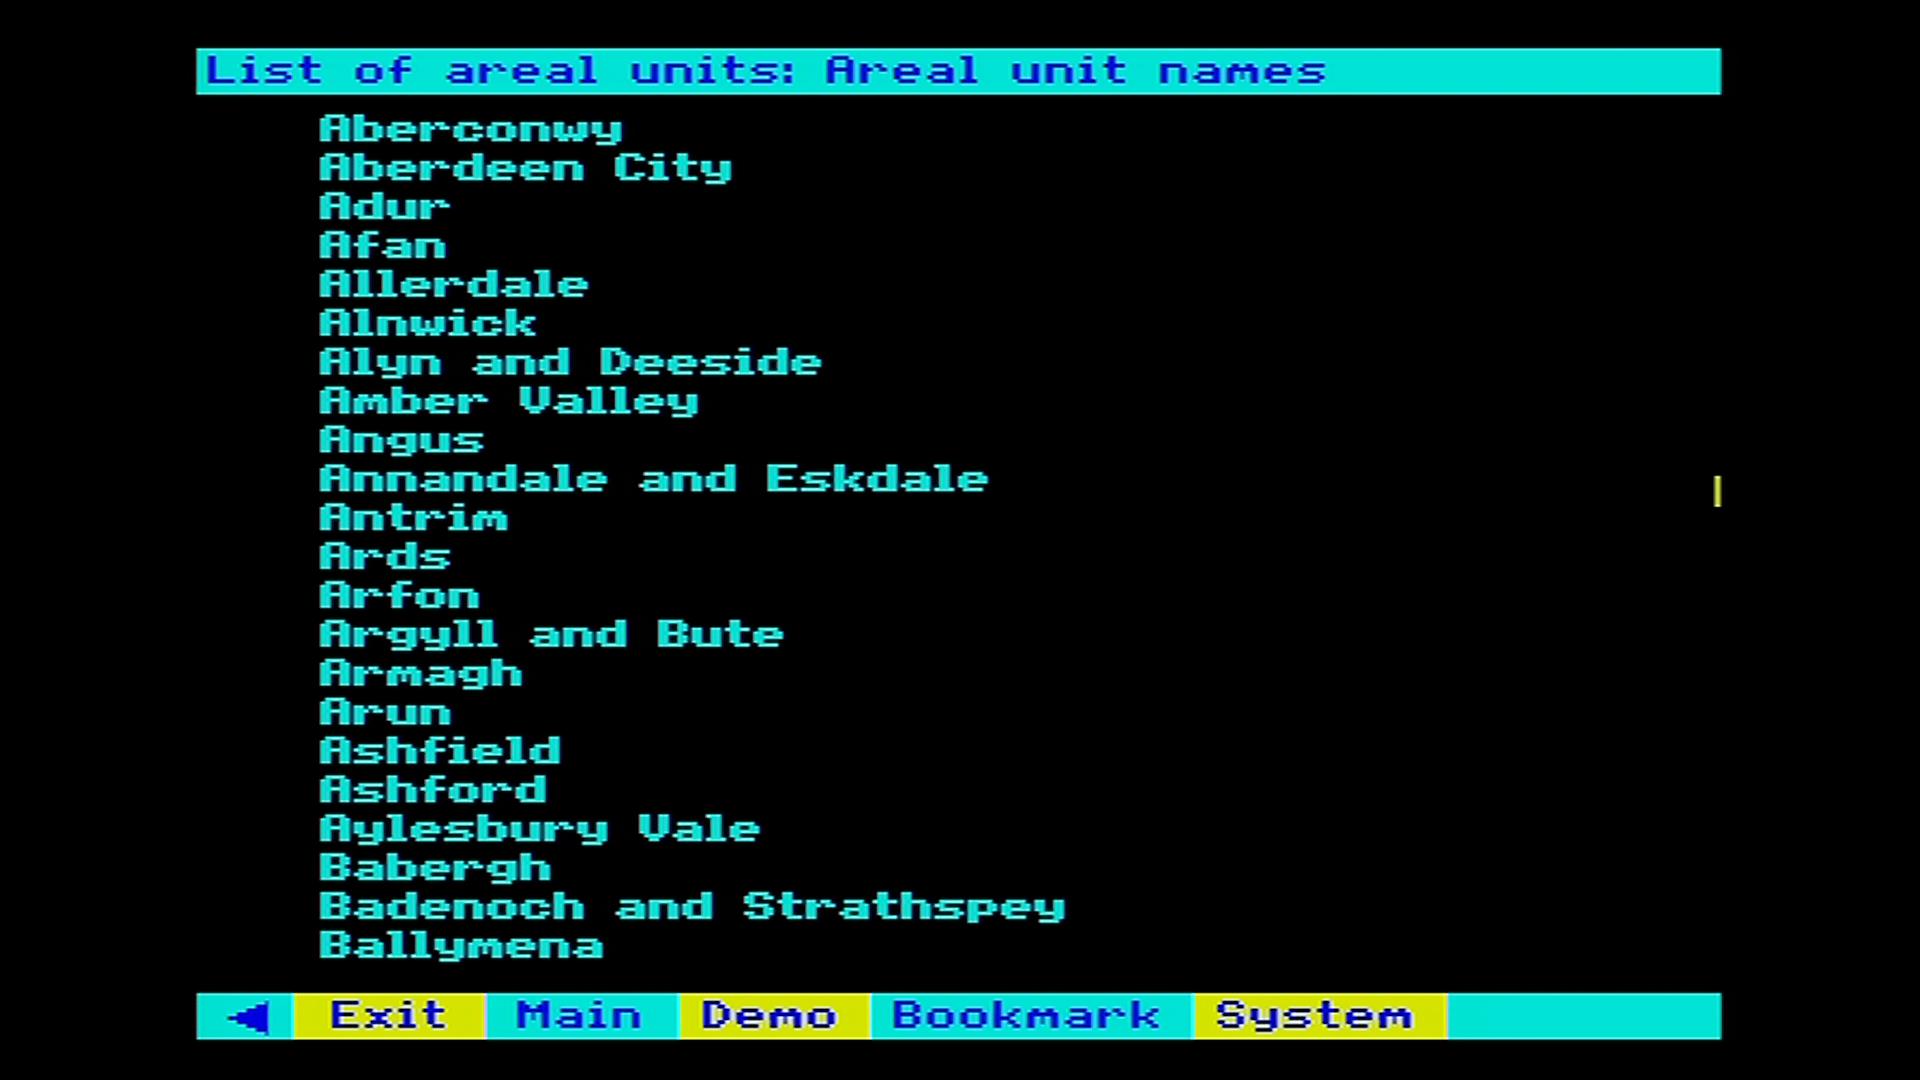 List of areal units: Areal unit names
Aberconwy
Aberdeen City
Adur
Afan
Allerdale
Alnwick
Alyn and Deeside
Amber Valley
Angus
Annandale and Eskdale
Antrim
Ards
Arfon
Argyll and Bute
Armagh
Arun
Ashfield
Ashford
Aylesbury Vale
Babergh
Badenoch and Strathspey
Ballymena
Exit Main Demo Bookmark System